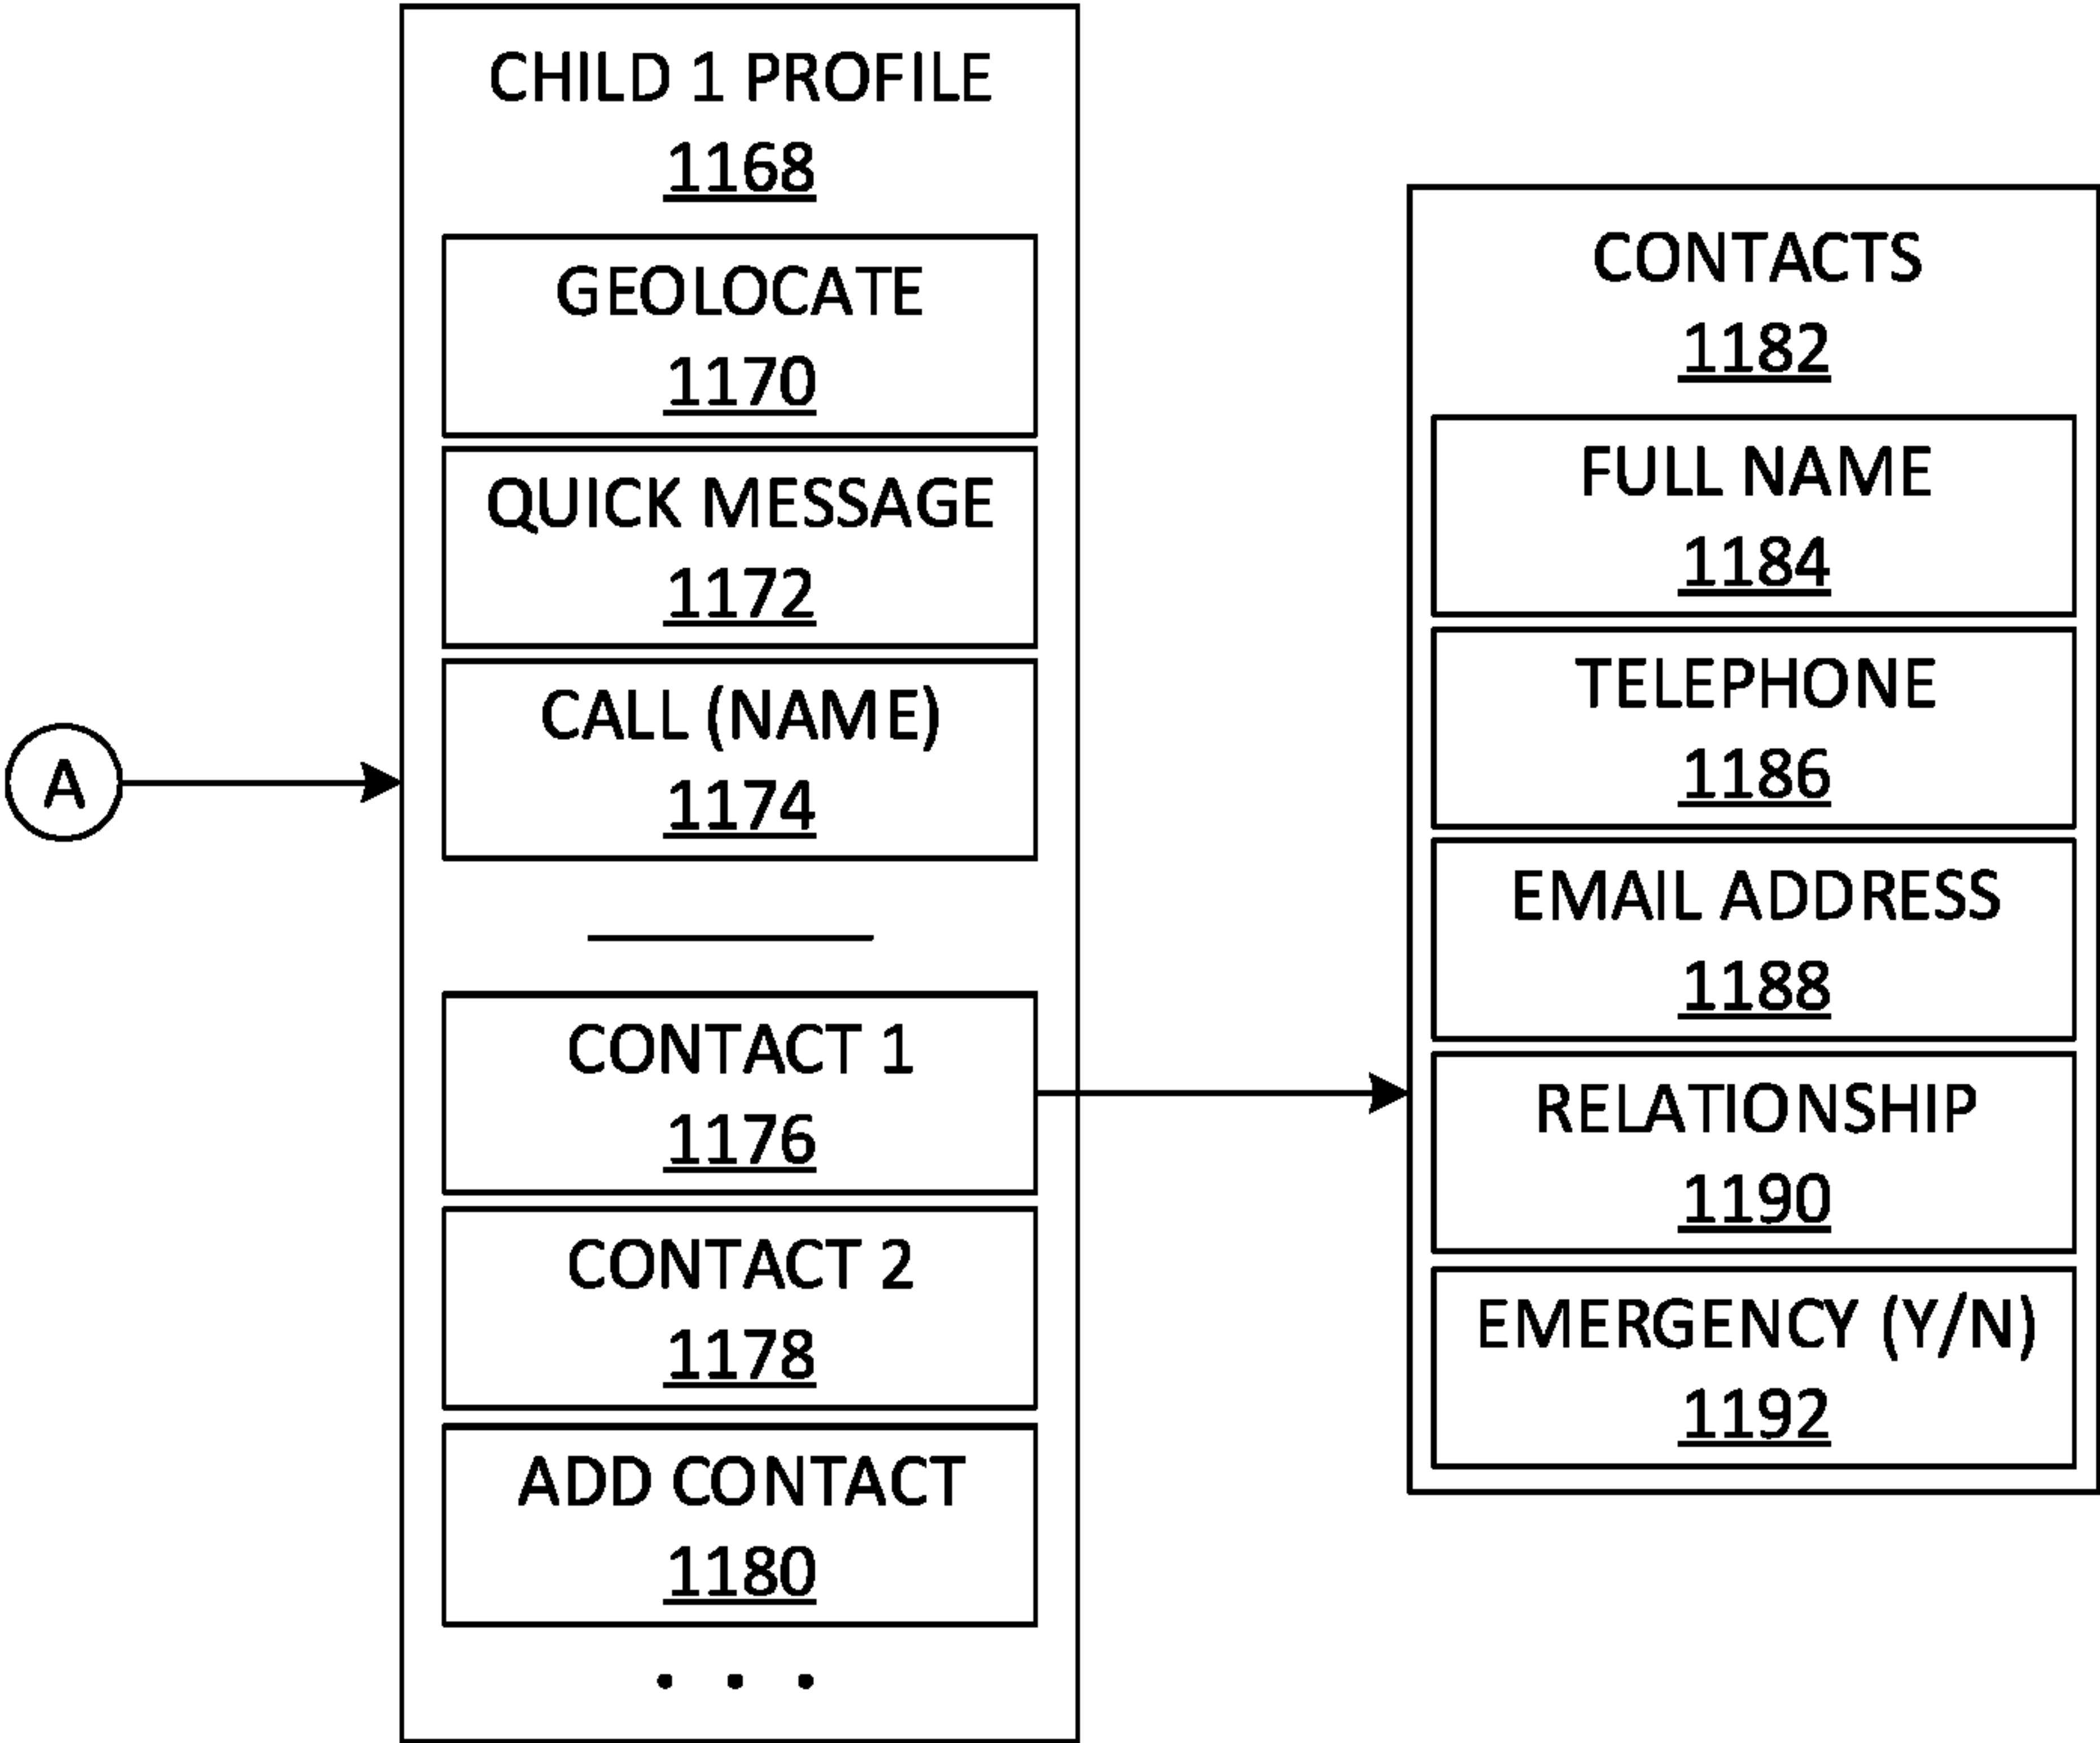 A
CHILD 1 PROFILE
1168
GEOLOCATE
1170
QUICK MESSAGE
1172
CALL (NAME)
1174
CONTACT 1
1176
CONTACT 2
1178
ADD CONTACT
1180
. . .
CONTACTS
1182
FULL NAME
1184
TELEPHONE
1186
EMAIL ADDRESS
1188
RELATIONSHIP
1190
EMERGENCY (Y/N)
1192